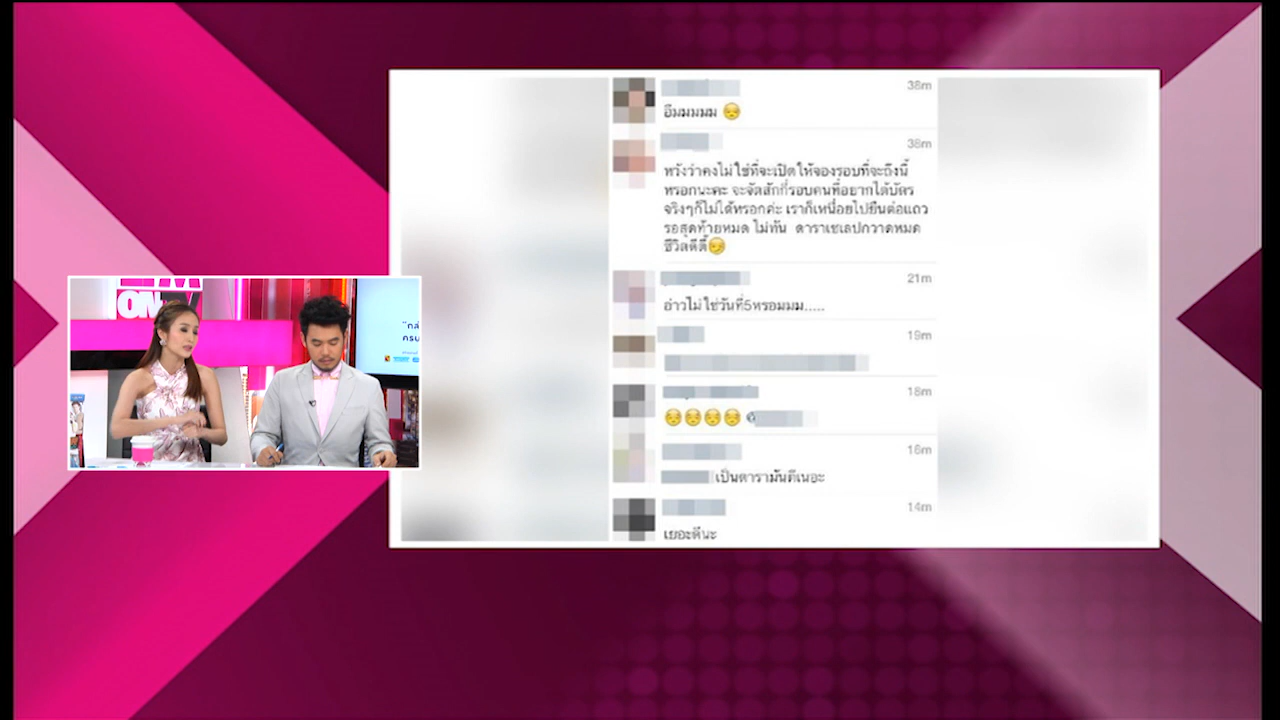 38m
อืมมมมม
38m
หวังว่าคงไม่ใช่ที่จะเปิดให้จองรอบที่จะถึงนี้
หรอกนะคะ จะจัดสักกี่รอบคนที่อยากได้บัตร
จริงๆก็ไม่ได้หรอกค่ะ เราก็เหนื่อยไปยืนต่อแถว
รอสุดท้ายหมด ไม่ทัน ดาราเซเลปกวาดหมด
ชีวิตดีดี๊
21m
อ่าวไม่ใช่วันที่5หรอมมม.....
19m
18m
16m
เป็นดารามันดีเนอะ
14m
เยอะดีนะ
ON
"กล่
ครบ